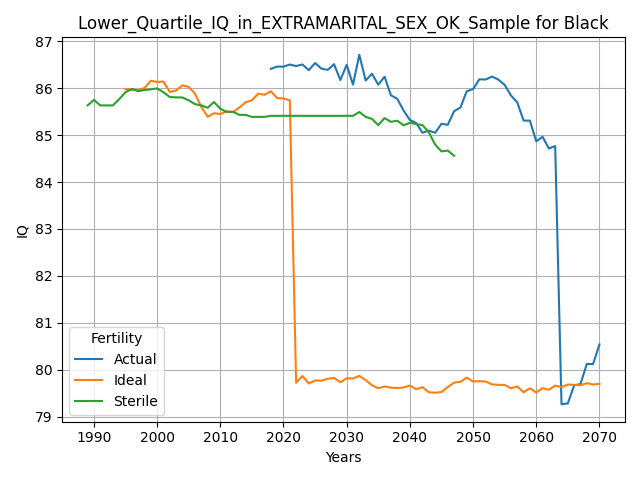 Lower_Quartile_IQ_in_EXTRAMARITAL_SEX_OK_Sample for Black
87
86
85
84
83
82
81
80
79
IQ
Fertility
Actual
Ideal
Sterile
1990 2000 2010 2020 2030 2040 2050 2060 2070
Years